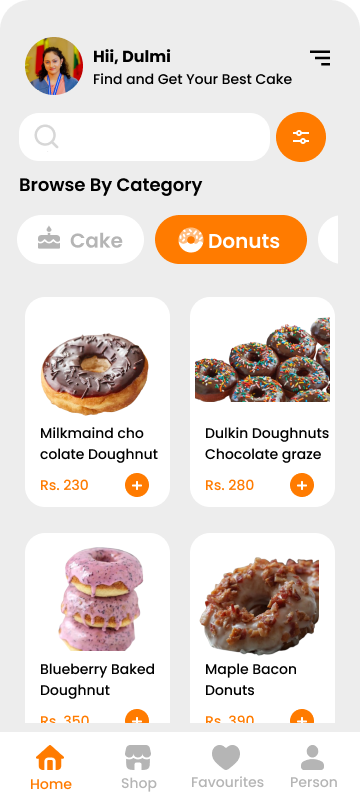 Hii, Dulmi
Find and Get Your Best Cake
Browse By Category
Cake
Donuts
Milkmaind cho
colate Doughnut
Rs. 230
Dulkin Doughnuts
Chocolate graze
Rs. 280
Blueberry Baked
Doughnut
Rs. 350
Maple Bacon
Donuts
Rs. 390
Home
Shop
Favourites
Person